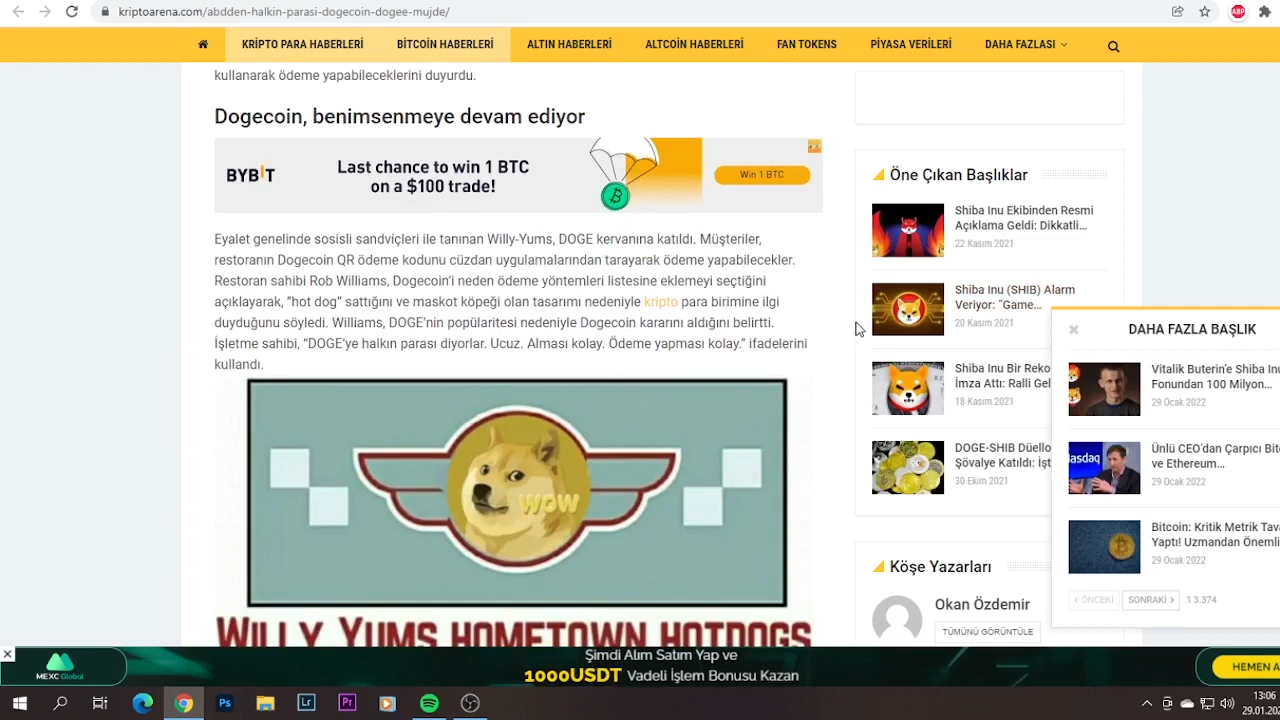 kriptoarena.com/abdden-halkin-parasi-dogecoin-dogee-mujde/
ABP
KRİPTO PARA HABERLERİ
BİTCOİN HABERLERİ
ALTIN HABERLERİ
ALTCOİN HABERLERİ
FAN TOKENS
PİYASA VERİLERİ
DAHA FAZLASI
kullanarak ödeme yapabileceklerini duyurdu.
Dogecoin, benimsenmeye devam ediyor
BYBIT
Last chance to win 1 BTC
on a $100 trade!
Win 1 BTC
Eyalet genelinde sosisli sandviçleri ile tanınan Willy-Yums, DOGE kervanına katıldı. Müşteriler,
restoranın Dogecoin QR ödeme kodunu cüzdan uygulamalarından tarayarak ödeme yapabilecekler.
Restoran sahibi Rob Williams, Dogecoin’i neden ödeme yöntemleri listesine eklemeyi seçtiğini
açıklayarak, “hot dog” sattığını ve maskot köpeği olan tasarımı nedeniyle kripto para birimine ilgi
duyduğunu söyledi. Williams, DOGE’nin popülaritesi nedeniyle Dogecoin kararını aldığını belirtti.
İşletme sahibi, “DOGE’ye halkın parası diyorlar. Ucuz. Alması kolay. Ödeme yapması kolay.” ifadelerini
kullandı.
WOW
WILLY YUMS HOMETOWN HOTDOGS
Öne Çıkan Başlıklar
Shiba Inu Ekibinden Resmi
Açıklama Geldi: Dikkatli…
22 Kasım 2021
Shiba Inu (SHIB) Alarm
Veriyor: “Game…
20 Kasım 2021
Shiba Inu Bir Reko
İmza Attı: Ralli Gel
18 Kasım 2021
DOGE-SHIB Düello
Şövalye Katıldı: İşt
30 Ekim 2021
Köşe Yazarları
Okan Özdemir
TÜMÜNÜ GÖRÜNTÜLE
DAHA FAZLA BAŞLIK
Vitalik Buterin’e Shiba Inu
Fonundan 100 Milyon…
29 Ocak 2022
Nasdaq
Ünlü CEO’dan Çarpıcı Bit
ve Ethereum…
29 Ocak 2022
Bitcoin: Kritik Metrik Tava
Yaptı! Uzmandan Önemli
29 Ocak 2022
ÖNCEKİ
SONRAKİ
1 3.374
MEXC Global
Şimdi Alım Satım Yap ve
1000USDT Vadeli İşlem Bonusu Kazan
HEMEN A
Ps
Lrt
Pr
13:06
29.01.202